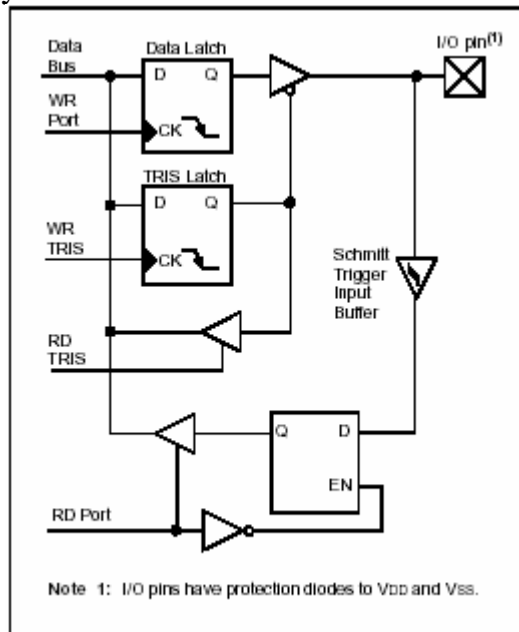 Data Bus
Data Latch
I/O pin(1)
D Q
WR Port
CK
TRIS Latch
D Q
WR TRIS
CK
Schmitt
Trigger
Input
Buffer
RD TRIS
Q D
EN
RD Port
Note 1: I/O pins have protection diodes to VDD and VSS.